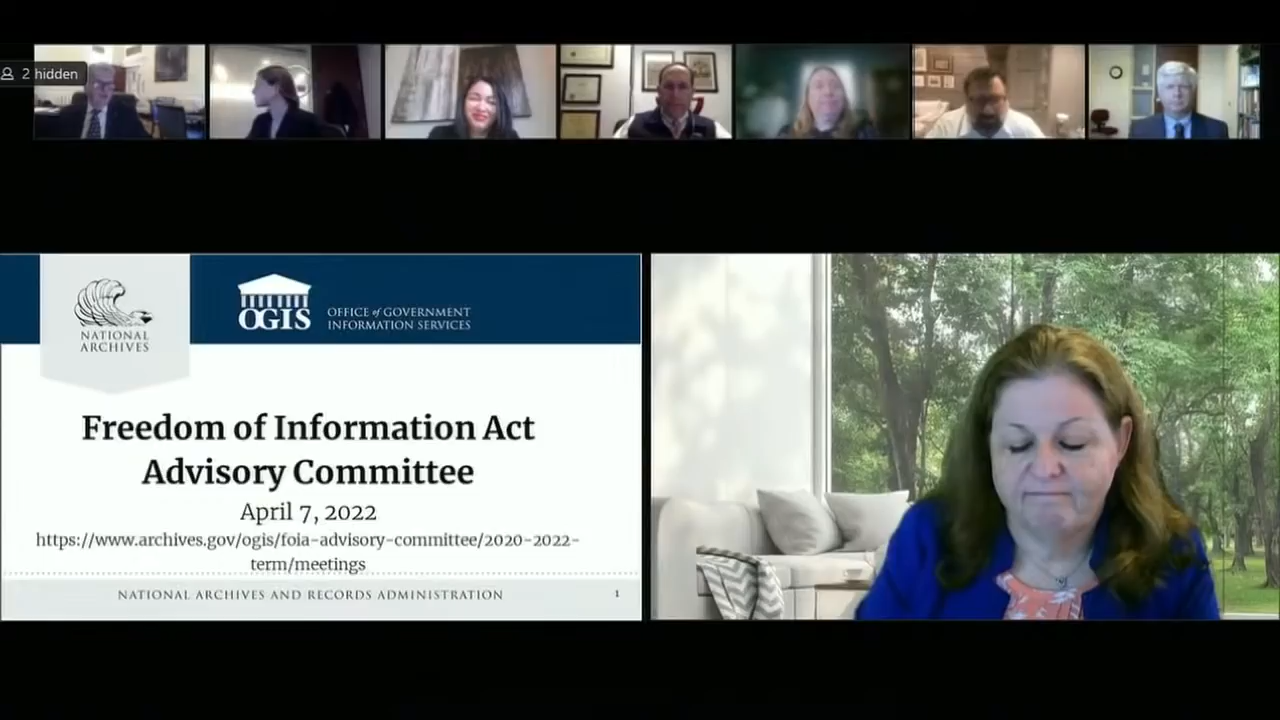 2 hidden
NATIONAL
ARCHIVES
OGIS
OFFICE of GOVERNMENT
INFORMATION SERVICES
Freedom of Information Act
Advisory Committee
April 7, 2022
https://www.archives.gov/ogis/foia-advisory-committee/2020-2022-
term/meetings
NATIONAL ARCHIVES AND RECORDS ADMINISTRATION
1